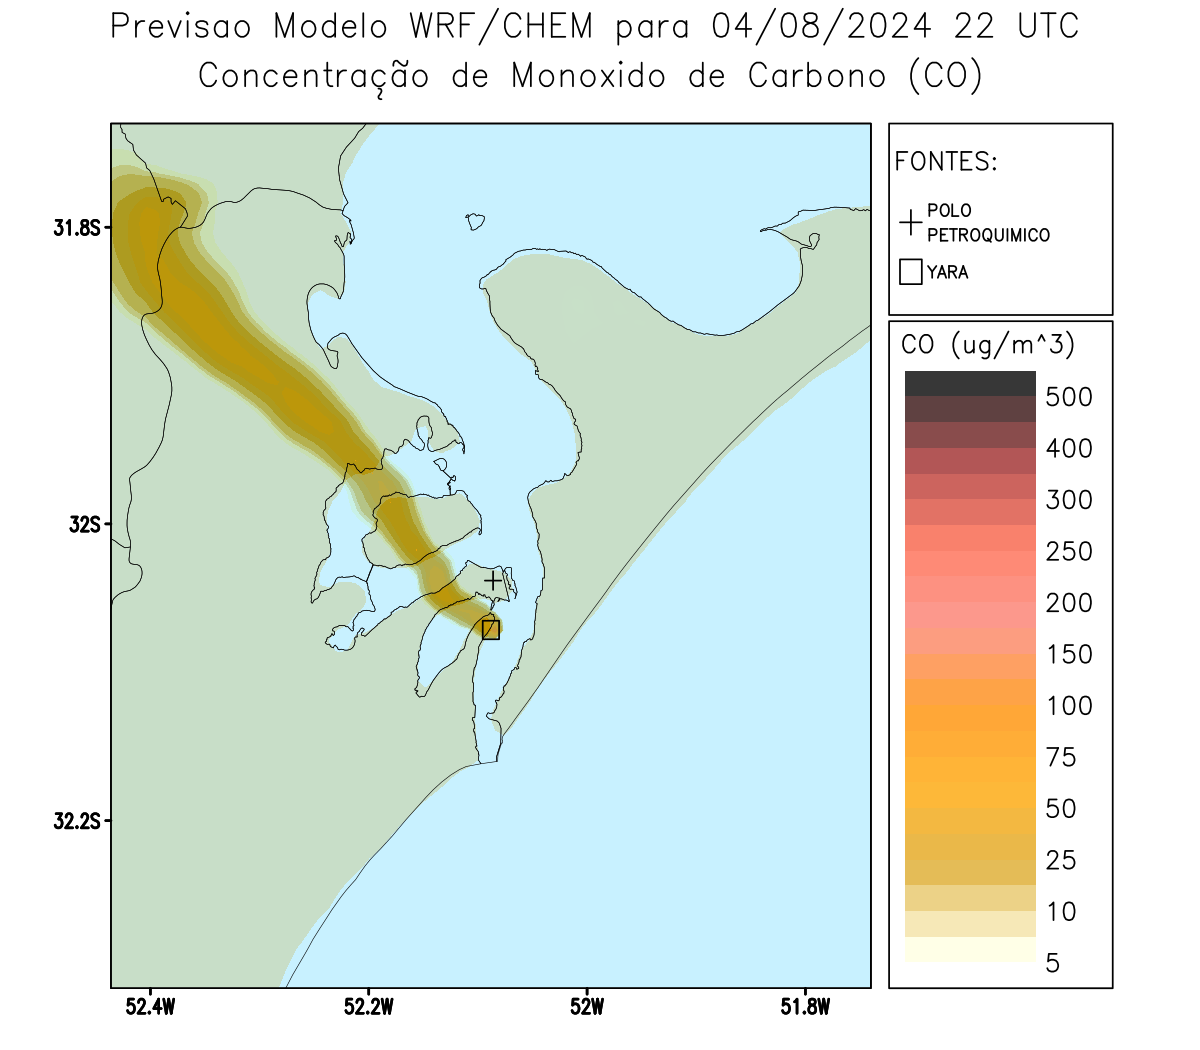 Previsao Modelo WRF/CHEM para 04/08/2024 22 UTC
Concentração de Monoxido de Carbono (CO)
FONTES:
POLO
PETROQUIMICO
YARA
CO (ug/m^3)
500
400
300
250
200
150
100
75
50
25
10
5
31.8S
32S
32.2S
52.4W
52.2W
52W
51.8W